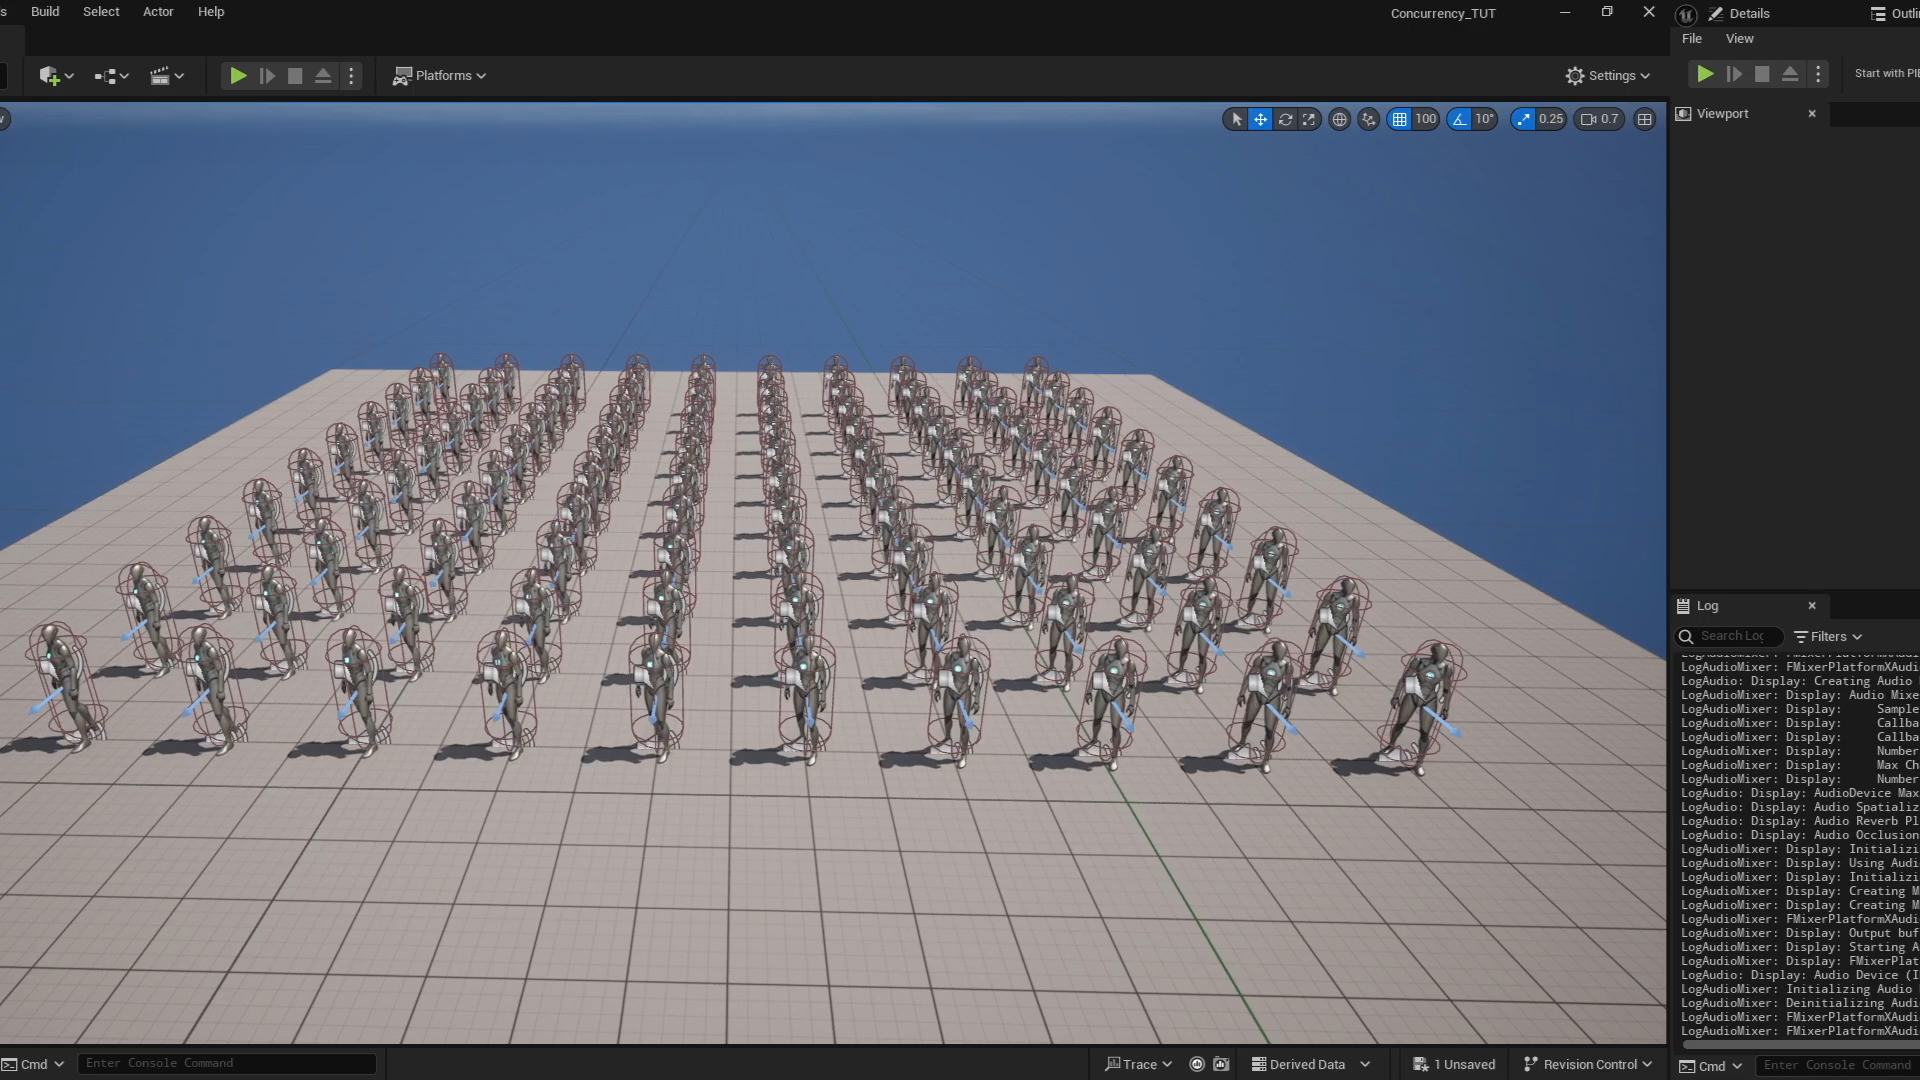 Build Select Actor Help
Concurrency_TUT
Details
Outli
File View
Platforms
Settings
Start with PIE
100 10° 0.25 0.7
Viewport
Log
Search Log
Filters
LogAudioMixer: FMixerPlatformXAudi
LogAudioMixer: FMixerPlatformXAudi
LogAudio: Display: Creating Audio
LogAudioMixer: Display: Audio Mixe
LogAudioMixer: Display: Sample
LogAudioMixer: Display: Callba
LogAudioMixer: Display: Callba
LogAudioMixer: Display: Number
LogAudioMixer: Display: Max Ch
LogAudioMixer: Display: Number
LogAudio: Display: AudioDevice Max
LogAudio: Display: Audio Spatializ
LogAudio: Display: Audio Reverb Pl
LogAudio: Display: Audio Occlusion
LogAudioMixer: Display: Initializi
LogAudioMixer: Display: Using Audi
LogAudioMixer: Display: Initializi
LogAudioMixer: Display: Creating M
LogAudioMixer: Display: Creating M
LogAudioMixer: FMixerPlatformXAudi
LogAudioMixer: Display: Output buf
LogAudioMixer: Display: Starting A
LogAudioMixer: Display: FMixerPlat
LogAudio: Display: Audio Device (I
LogAudioMixer: Initializing Audio
LogAudioMixer: Deinitializing Audi
LogAudioMixer: FMixerPlatformXAudi
LogAudioMixer: FMixerPlatformXAudi
Cmd
Enter Console Command
Trace
Derived Data
1 Unsaved
Revision Control
Cmd
Enter Console Command